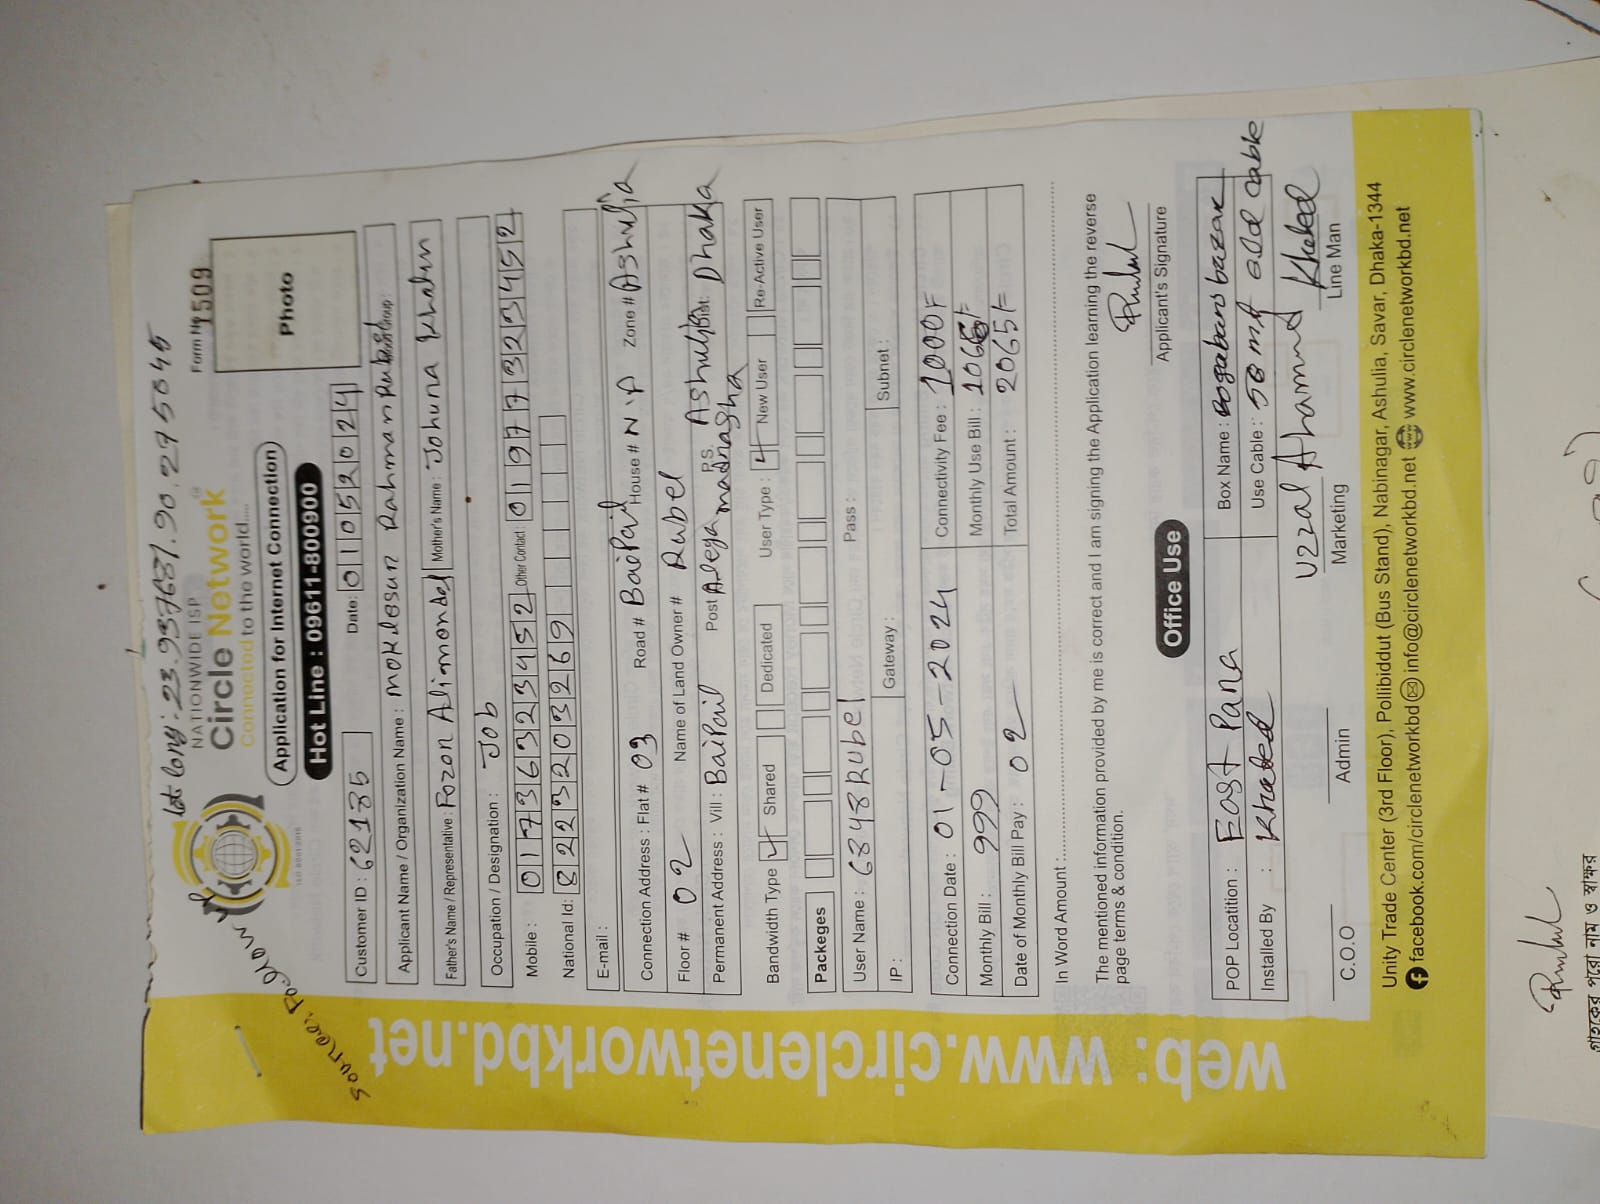 Lat long: 23.937637.90.275045
NATIONWIDE ISP
Circle Network
Connected to the world....
Form No 1509
Application for Internet Connection
Hot Line : 09611-800900
Photo
Customer ID : 62135
Date: 01052024
Applicant Name / Organization Name : Moklesur Rahman Rubel
Father's Name / Representative : Fozon Alimondol Mother's Name : Johura Khatun
Occupation / Designation : Job
Mobile : 01736323452 Other Contact : 01977323452
National Id: 8223203269
E-mail :
Connection Address : Flat # 03 Road # Baipail House # N.A Zone # Ashulia
Floor # 02 Name of Land Owner # Rubel
Permanent Address : Vill : Baipail Post Aleya madrasha P.S. Ashulia Dist: Dhaka
Bandwidth Type Shared Dedicated User Type : New User Re-Active User
Packeges
User Name : 6848Rubel Pass :
IP : Gateway : Subnet :
Connection Date : 01-05-2024 Connectivity Fee : 1000/=
Monthly Bill : 999 Monthly Use Bill : 1065/=
Date of Monthly Bill Pay : 02 Total Amount : 2065/=
In Word Amount :
The mentioned information provided by me is correct and I am signing the Application learning the reverse
page terms & condition.
Applicant's Signature
Office Use
POP Locatition : East Para Box Name : Bogabari bazar
Installed By : Khaled Use Cable : 50 mt old cable
Uzzal Ahammed Khaled
C.O.O Admin Marketing Line Man
Unity Trade Center (3rd Floor), Pollibiddut (Bus Stand), Nabinagar, Ashulia, Savar, Dhaka-1344
facebook.com/circlenetworkbd info@circlenetworkbd.net www.circlenetworkbd.net
web: www.circlenetworkbd.net
গ্রাহকের পুরো নাম ও স্বাক্ষর